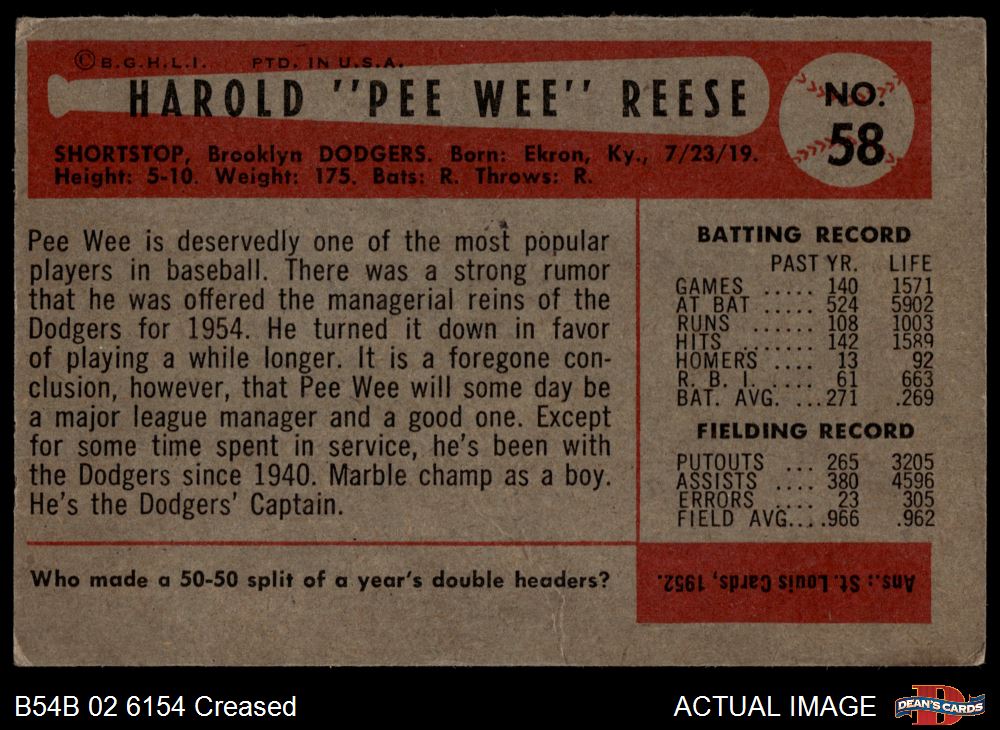 ©B.G.H.L.I. PTD. IN U.S.A.
HAROLD "PEE WEE" REESE
NO. 58
SHORTSTOP, Brooklyn DODGERS. Born: Ekron, Ky., 7/23/19.
Height: 5-10. Weight: 175. Bats: R. Throws: R.
Pee Wee is deservedly one of the most popular
players in baseball. There was a strong rumor
that he was offered the managerial reins of the
Dodgers for 1954. He turned it down in favor
of playing a while longer. It is a foregone con-
clusion, however, that Pee Wee will some day be
a major league manager and a good one. Except
for some time spent in service, he's been with
the Dodgers since 1940. Marble champ as a boy.
He's the Dodgers' Captain.
BATTING RECORD
PAST YR. LIFE
GAMES ..... 140 1571
AT BAT ..... 524 5902
RUNS ...... 108 1003
HITS ....... 142 1589
HOMERS .... 13 92
R. B. I. .... 61 663
BAT. AVG. ...271 .269
FIELDING RECORD
PUTOUTS ... 265 3205
ASSISTS .... 380 4596
ERRORS ..... 23 305
FIELD AVG....966 .962
Who made a 50-50 split of a year's double headers?
Ans.: St. Louis Cards, 1952.
B54B 02 6154 Creased
ACTUAL IMAGE
D
DEAN'S CARDS